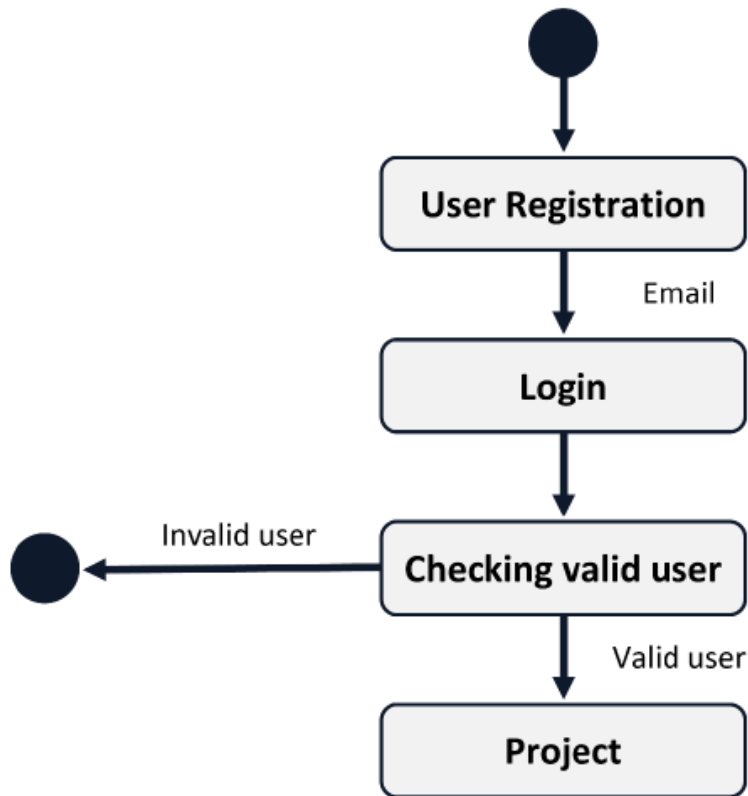 User Registration
Email
Login
Invalid user
Checking valid user
Valid user
Project